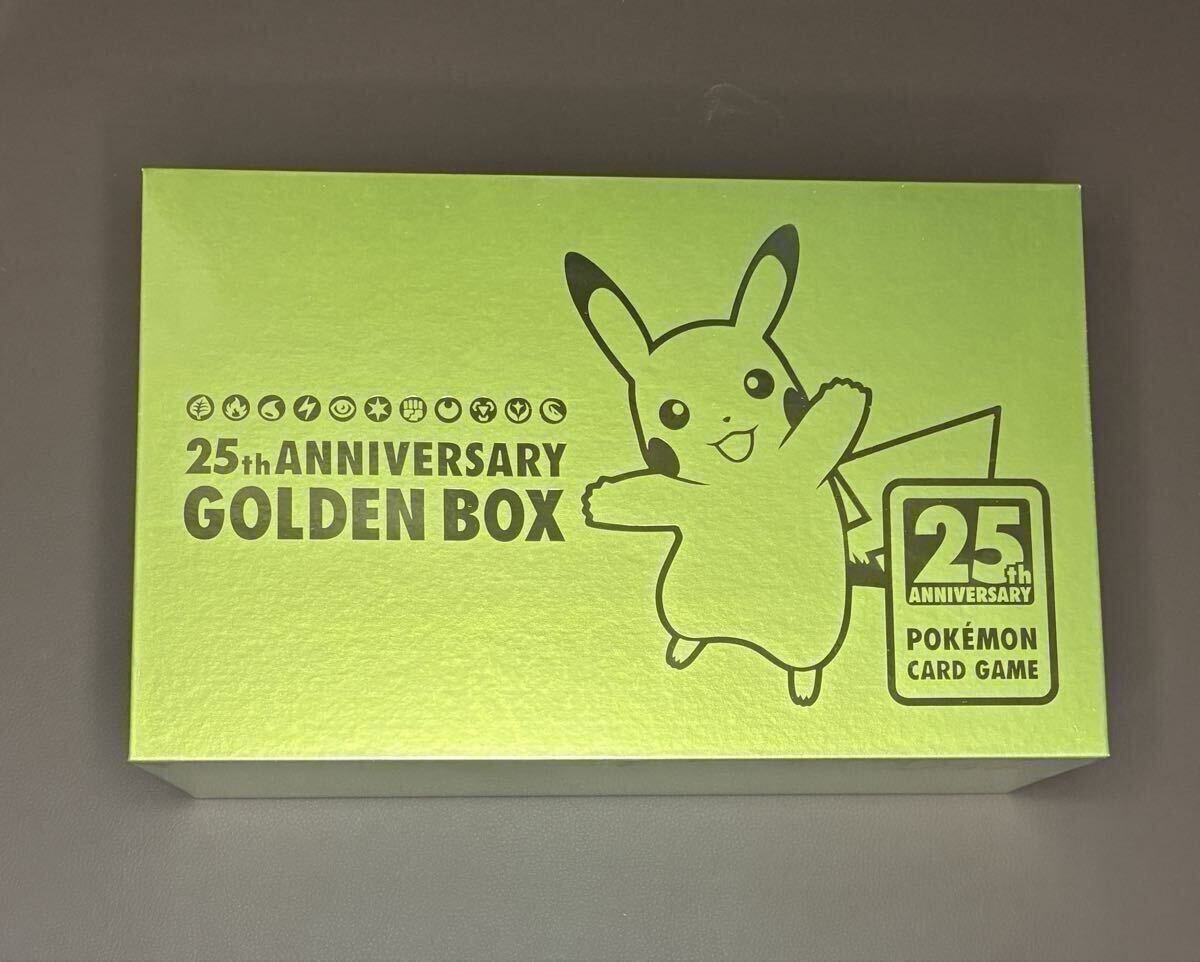 25th ANNIVERSARY
GOLDEN BOX
25th
ANNIVERSARY
POKÉMON
CARD GAME